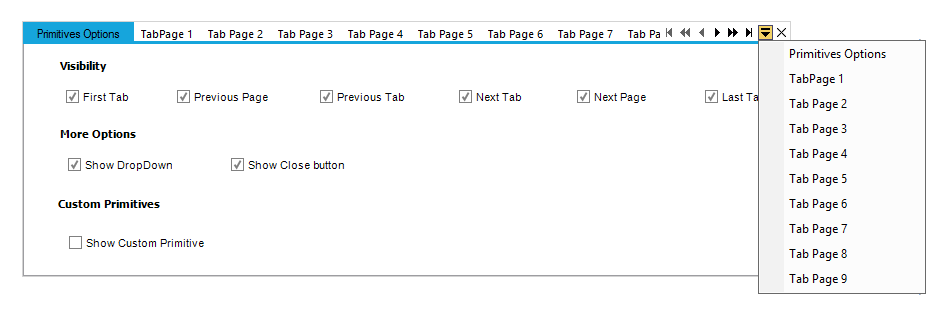 Primitives Options TabPage 1 Tab Page 2 Tab Page 3 Tab Page 4 Tab Page 5 Tab Page 6 Tab Page 7 Tab Pa
Visibility
First Tab Previous Page Previous Tab Next Tab Next Page Last Ta
More Options
Show DropDown Show Close button
Custom Primitives
Show Custom Primitive
Primitives Options
TabPage 1
Tab Page 2
Tab Page 3
Tab Page 4
Tab Page 5
Tab Page 6
Tab Page 7
Tab Page 8
Tab Page 9